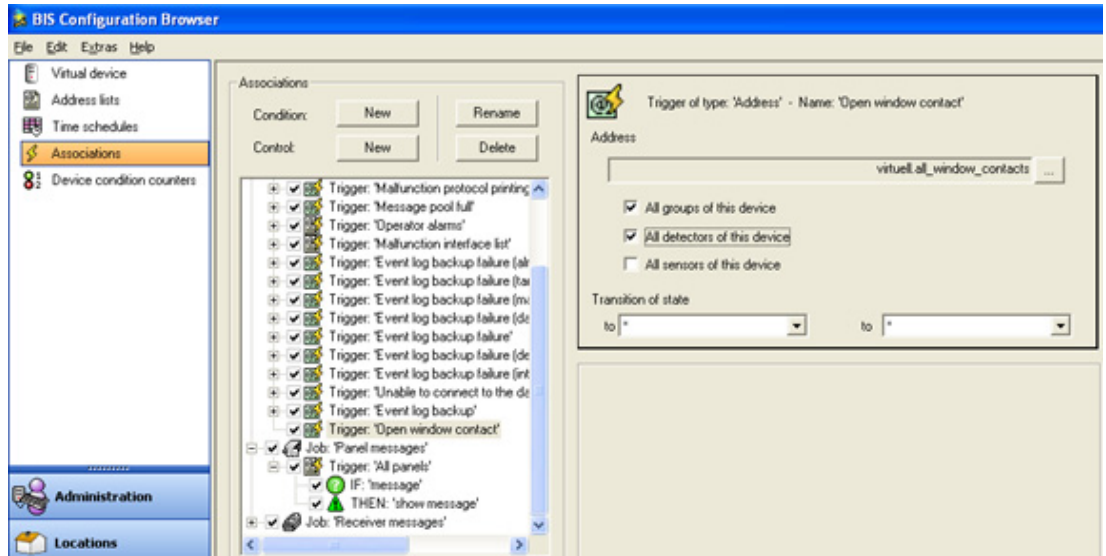 BIS Configuration Browser
File Edit Extras Help
Virtual device
Address lists
Time schedules
Associations
Device condition counters
Administration
Locations
Associations
Condition: New Rename
Control: New Delete
Trigger: 'Malfunction protocol printing
Trigger: 'Message pool full'
Trigger: 'Operator alarms'
Trigger: 'Malfunction interface list'
Trigger: 'Event log backup failure (alr
Trigger: 'Event log backup failure (tar
Trigger: 'Event log backup failure (ma
Trigger: 'Event log backup failure (da
Trigger: 'Event log backup failure'
Trigger: 'Event log backup failure (de
Trigger: 'Event log backup failure (int
Trigger: 'Unable to connect to the da
Trigger: 'Event log backup'
Trigger: 'Open window contact'
Job: 'Panel messages'
Trigger: 'All panels'
IF: 'message'
THEN: 'show message'
Job: 'Receiver messages'
Trigger of type: 'Address' - Name: 'Open window contact'
Address
virtuell.all_window_contacts ...
All groups of this device
All detectors of this device
All sensors of this device
Transition of state
to * to *